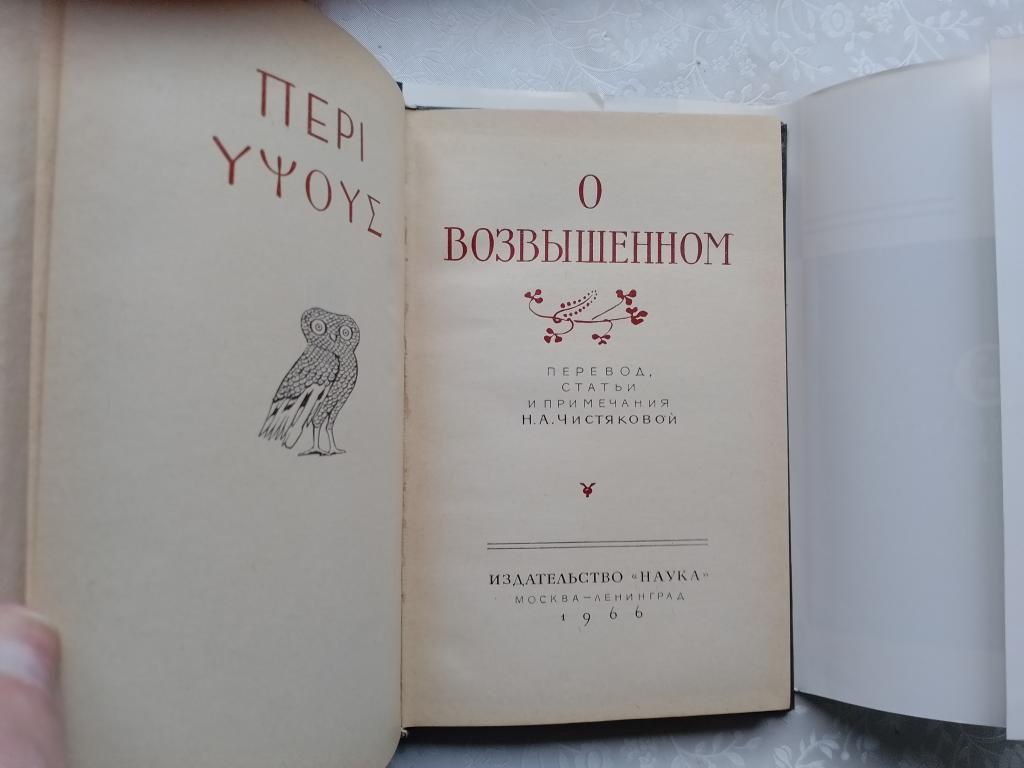 ΠΕΡΙ
ΥΨΟΥΣ
О
ВОЗВЫШЕННОМ
ПЕРЕВОД,
СТАТЬИ
И ПРИМЕЧАНИЯ
Н.А.ЧИСТЯКОВОЙ
ИЗДАТЕЛЬСТВО «НАУКА»
МОСКВА—ЛЕНИНГРАД
1966